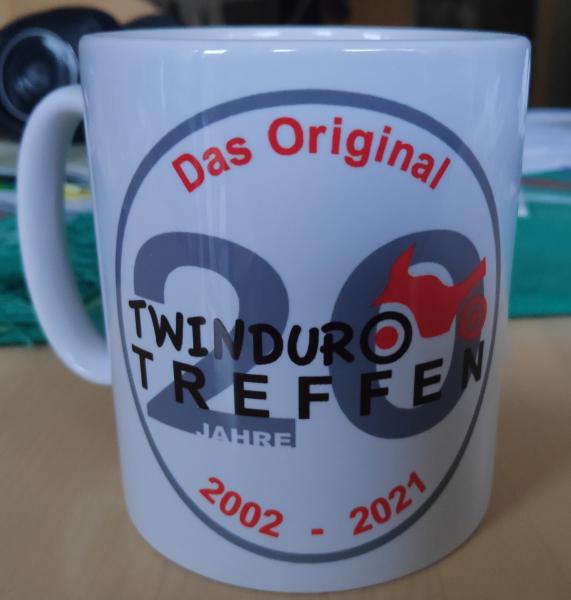 Das Original
20
TWINDURO
TREFFEN
JAHRE
2002 - 2021